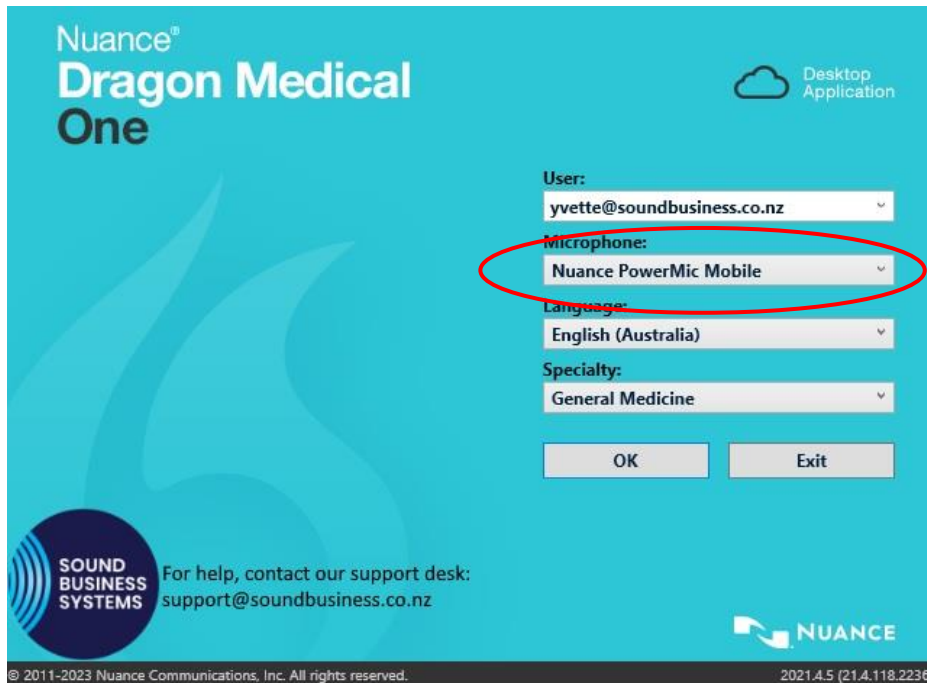 Nuance®
Dragon Medical
One
Desktop
Application
User:
yvette@soundbusiness.co.nz
Microphone:
Nuance PowerMic Mobile
Language:
English (Australia)
Specialty:
General Medicine
OK
Exit
SOUND
BUSINESS
SYSTEMS
For help, contact our support desk:
support@soundbusiness.co.nz
NUANCE
© 2011-2023 Nuance Communications, Inc. All rights reserved.
2021.4.5 (21.4.118.2236